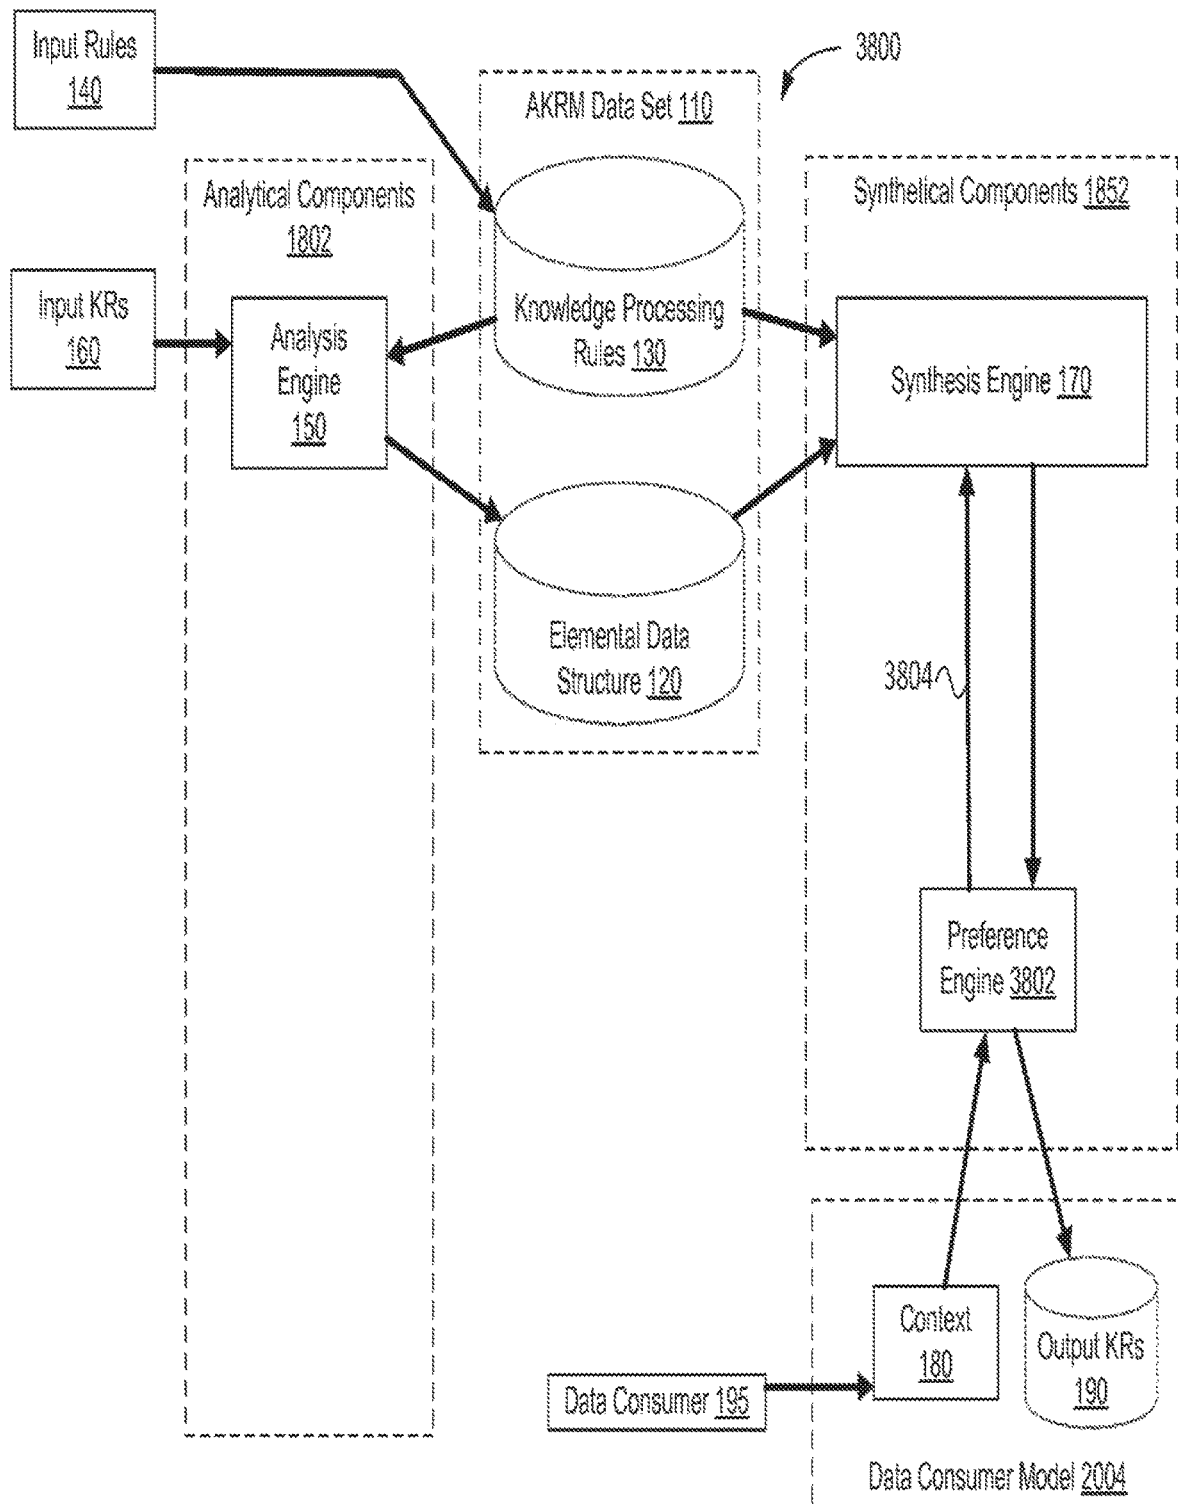 Input Rules
140
3800
AKRM Data Set 110
Analytical Components
1802
Synthetical Components 1852
Input KRs
160
Analysis
Engine
150
Knowledge Processing
Rules 130
Synthesis Engine 170
Elemental Data
Structure 120
3804
Preference
Engine 3802
Context
180
Output KRs
190
Data Consumer 195
Data Consumer Model 2004